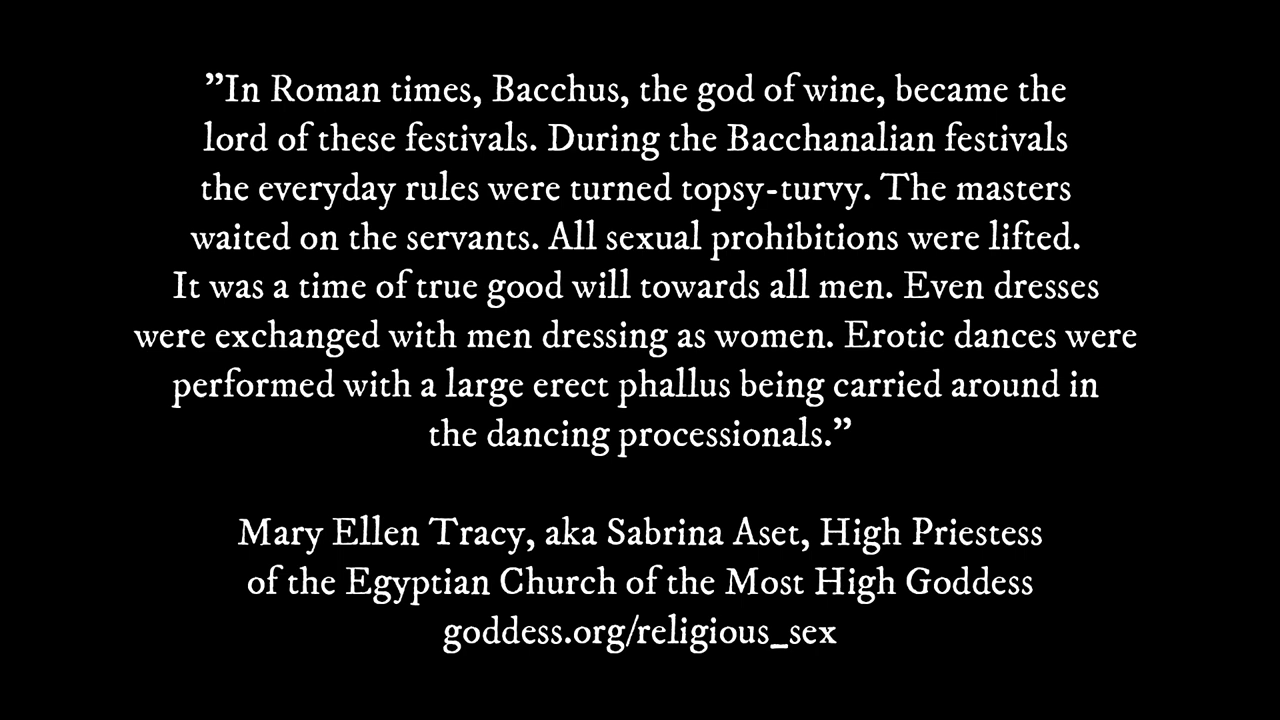 ”In Roman times, Bacchus, the god of wine, became the
lord of these festivals. During the Bacchanalian festivals
the everyday rules were turned topsy-turvy. The masters
waited on the servants. All sexual prohibitions were lifted.
It was a time of true good will towards all men. Even dresses
were exchanged with men dressing as women. Erotic dances were
performed with a large erect phallus being carried around in
the dancing processionals.”
Mary Ellen Tracy, aka Sabrina Aset, High Priestess
of the Egyptian Church of the Most High Goddess
goddess.org/religious_sex